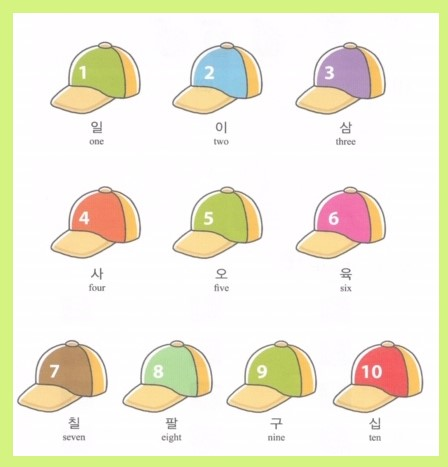 1 2 3
일 이 삼
one two three
4 5 6
사 오 육
four five six
7 8 9 10
칠 팔 구 십
seven eight nine ten